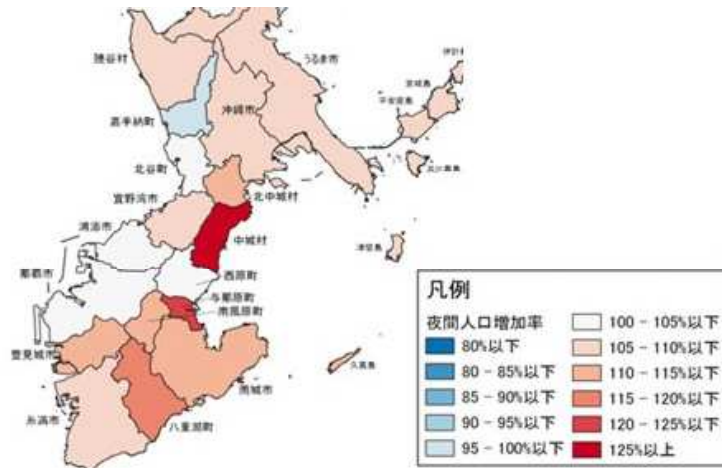 読谷村
うるま市
伊計島
宮城島
平安座島
嘉手納町
沖縄市
浜比嘉島
北谷町
宜野湾市
北中城村
浦添市
中城村
津堅島
那覇市
西原町
与那原町
南風原町
豊見城市
久高島
南城市
糸満市
八重瀬町
凡例
夜間人口増加率
80%以下
80 - 85%以下
85 - 90%以下
90 - 95%以下
95 - 100%以下
100 - 105%以下
105 - 110%以下
110 - 115%以下
115 - 120%以下
120 - 125%以下
125%以上